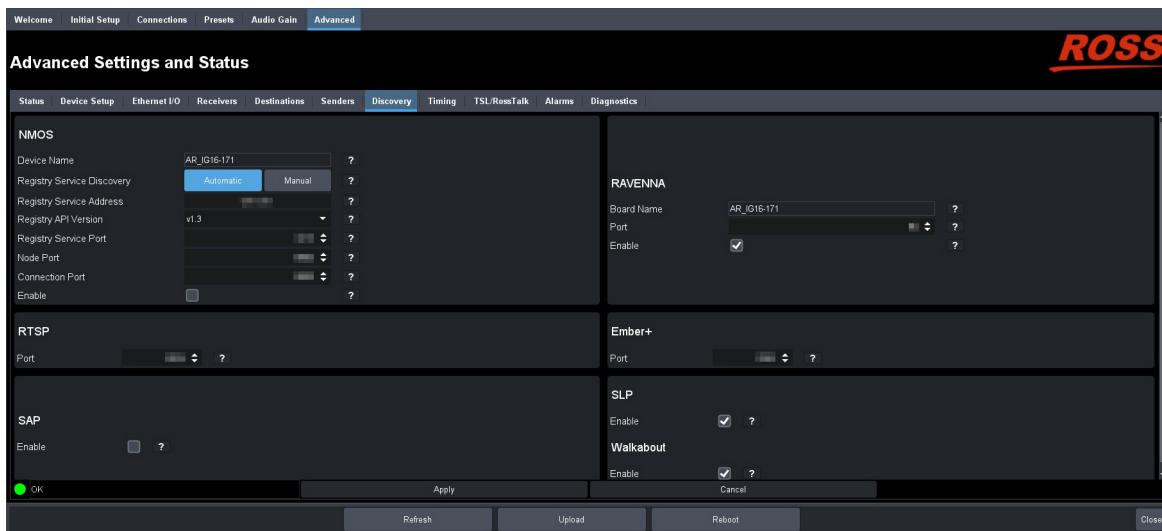 Welcome Initial Setup Connections Presets Audio Gain Advanced
Advanced Settings and Status
ROSS
Status Device Setup Ethernet I/O Receivers Destinations Senders Discovery Timing TSL/RossTalk Alarms Diagnostics
NMOS
Device Name AR_IG16-171 ?
Registry Service Discovery Automatic Manual ?
Registry Service Address ?
Registry API Version v1.3 ?
Registry Service Port ?
Node Port ?
Connection Port ?
Enable ?
RAVENNA
Board Name AR_IG16-171 ?
Port ?
Enable ?
RTSP
Port ?
Ember+
Port ?
SAP
Enable ?
SLP
Enable ?
Walkabout
Enable ?
OK Apply Cancel
Refresh Upload Reboot Close